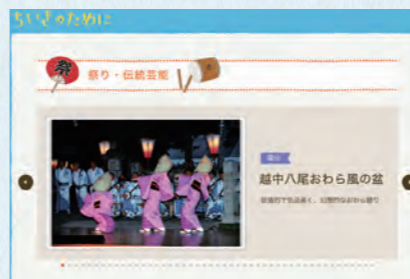 ちいきのために
祭
祭り・伝統芸能
越中八尾おわら風の盆